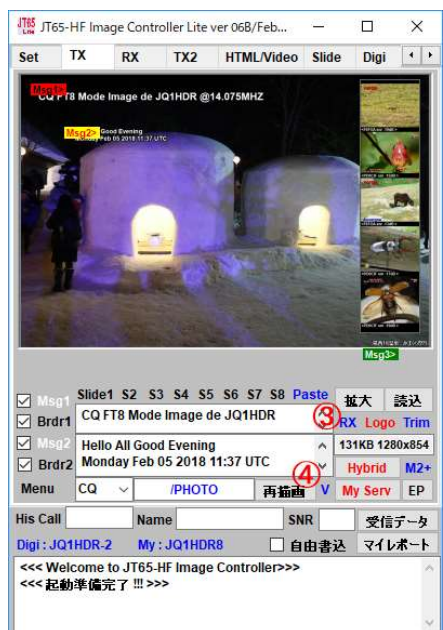 JT65-HF Image Controller Lite ver 06B/Feb...
Set TX RX TX2 HTML/Video Slide Digi
Msg1>
CQ FT8 Mode Image de JQ1HDR @14.075MHZ
Msg2> Good Evening
Monday Feb 05 2018 11:37 UTC
Msg3>
Slide1 S2 S3 S4 S5 S6 S7 S8 Paste 拡大 読込
Msg1
Brdr1 CQ FT8 Mode Image de JQ1HDR ③ RX Logo Trim
Msg2 Hello All Good Evening 131KB 1280x854
Brdr2 Monday Feb 05 2018 11:37 UTC ④ Hybrid M2+
Menu CQ /PHOTO 再描画 V My Serv EP
His Call Name SNR 受信データ
Digi : JQ1HDR-2 My : JQ1HDR8 自由書込 マイレポート
<<< Welcome to JT65-HF Image Controller>>>
<<< 起動準備完了 !!! >>>